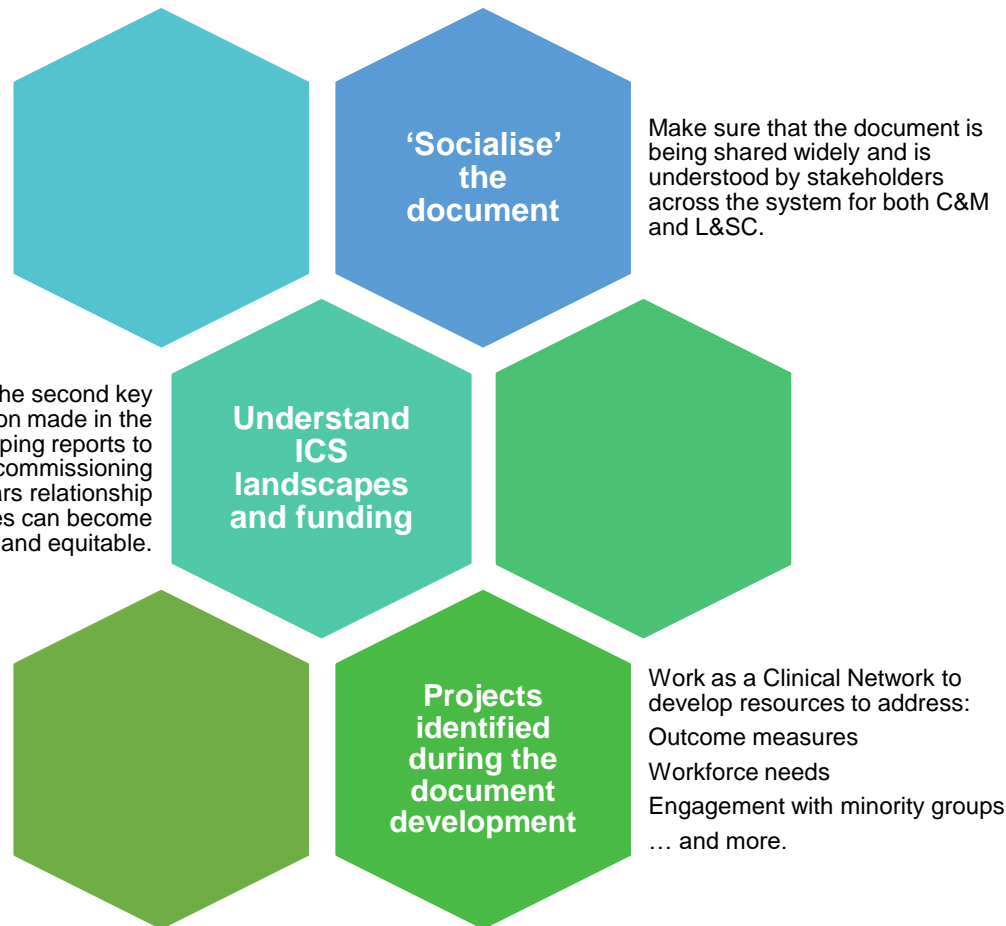 ‘Socialise’
the
document
Make sure that the document is
being shared widely and is
understood by stakeholders
across the system for both C&M
and L&SC.
he second key
on made in the
ping reports to
commissioning
ars relationship
es can become
and equitable.
Understand
ICS
landscapes
and funding
Projects
identified
during the
document
development
Work as a Clinical Network to
develop resources to address:
Outcome measures
Workforce needs
Engagement with minority groups
… and more.